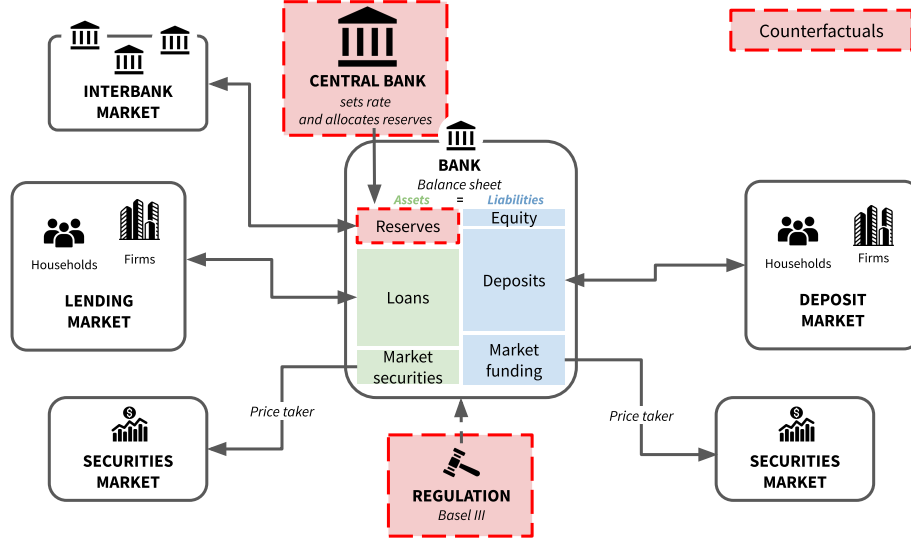 Counterfactuals
INTERBANK
MARKET
CENTRAL BANK
sets rate
and allocates reserves
BANK
Balance sheet
Assets = Liabilities
Reserves
Equity
Loans
Deposits
Market
securities
Market
funding
Households
Firms
LENDING
MARKET
Households
Firms
DEPOSIT
MARKET
Price taker
Price taker
$
SECURITIES
MARKET
$
SECURITIES
MARKET
REGULATION
Basel III